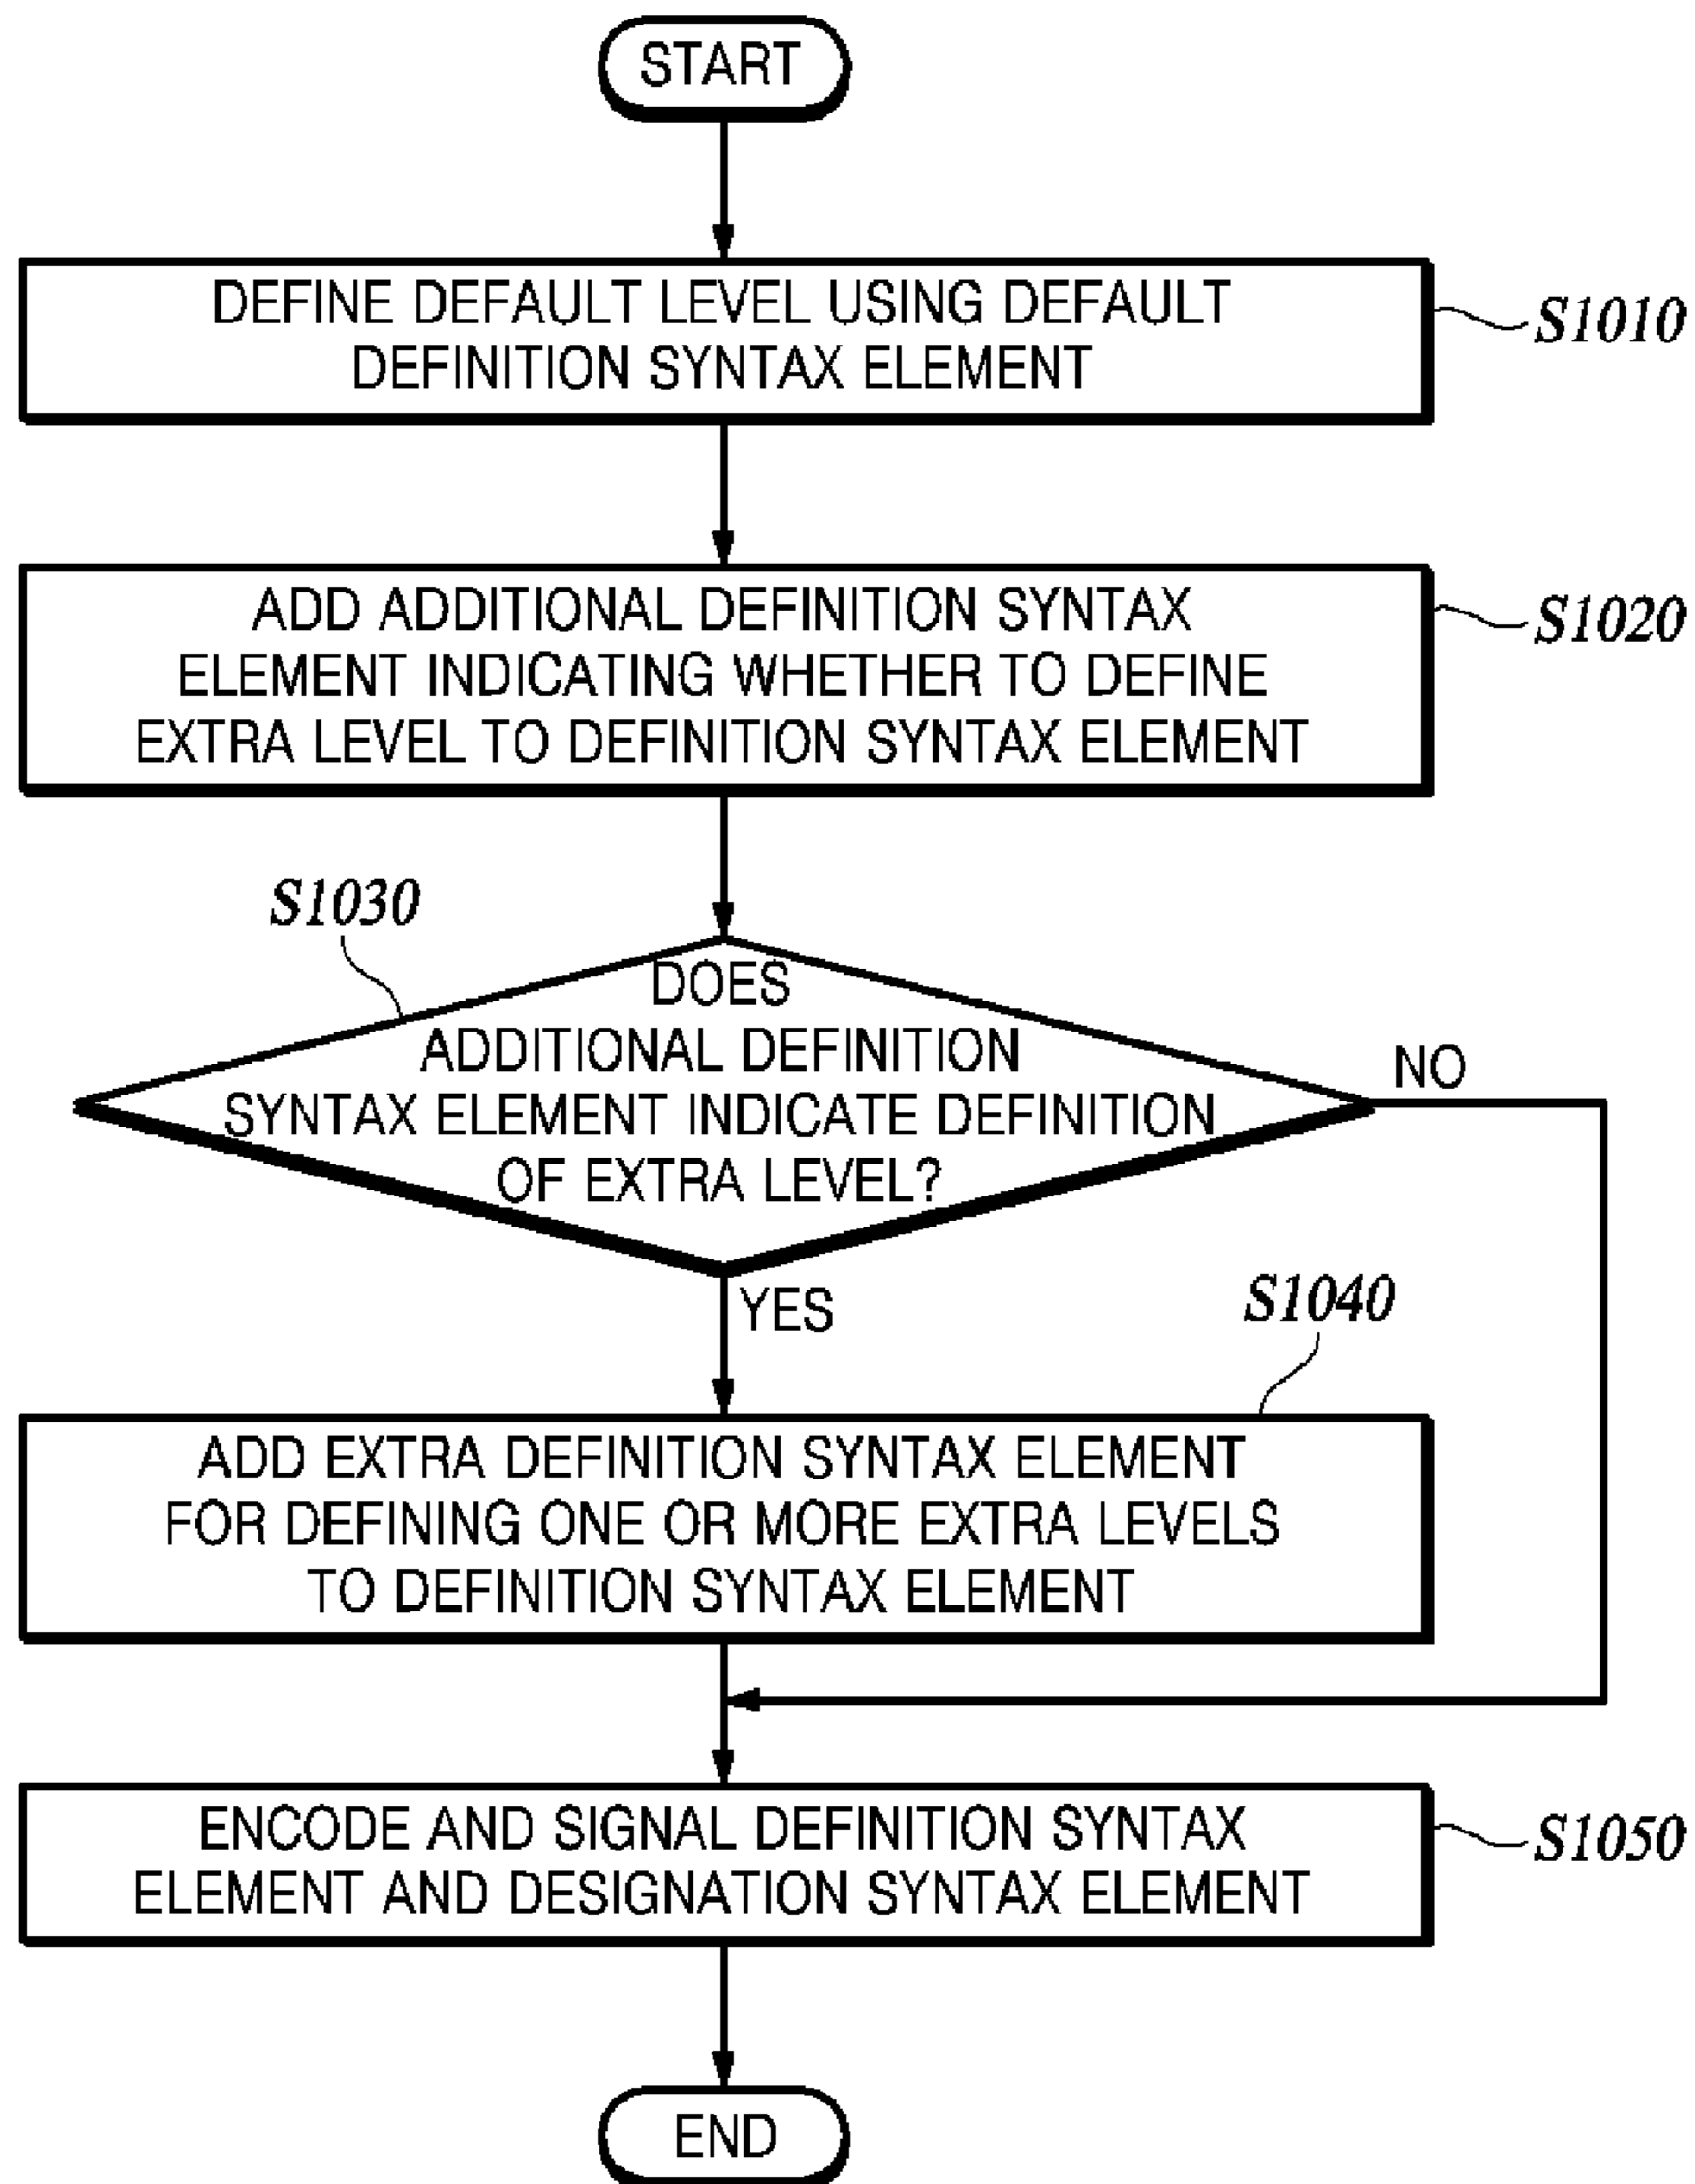 START
DEFINE DEFAULT LEVEL USING DEFAULT
DEFINITION SYNTAX ELEMENT
S1010
ADD ADDITIONAL DEFINITION SYNTAX
ELEMENT INDICATING WHETHER TO DEFINE
EXTRA LEVEL TO DEFINITION SYNTAX ELEMENT
S1020
S1030
DOES
ADDITIONAL DEFINITION
SYNTAX ELEMENT INDICATE DEFINITION
OF EXTRA LEVEL?
NO
YES
S1040
ADD EXTRA DEFINITION SYNTAX ELEMENT
FOR DEFINING ONE OR MORE EXTRA LEVELS
TO DEFINITION SYNTAX ELEMENT
ENCODE AND SIGNAL DEFINITION SYNTAX
ELEMENT AND DESIGNATION SYNTAX ELEMENT
S1050
END